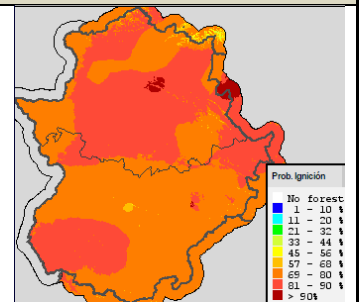 Prob. Ignición
No forest
1 - 10 %
11 - 20 %
21 - 32 %
33 - 44 %
45 - 56 %
57 - 68 %
69 - 80 %
81 - 90 %
> 90%